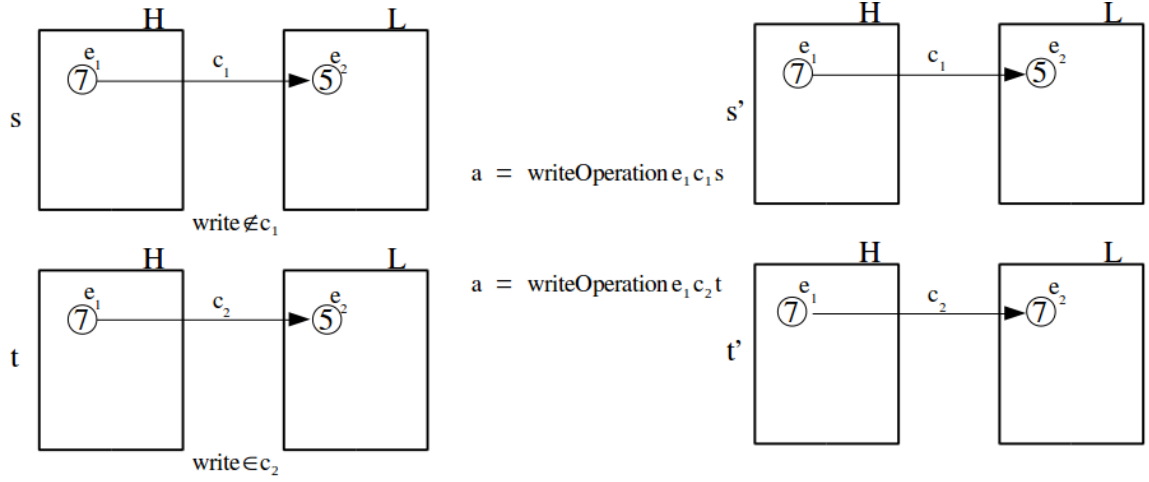 H L H L
e₁ c₁ e₂ e₁ c₁ e₂
7 5 7 5
s s’
a = writeOperation e₁ c₁ s
write∉c₁
H L H L
a = writeOperation e₁ c₂ t
e₁ c₂ e₂ e₁ c₂ e₂
7 5 7 7
t t’
write∈c₂